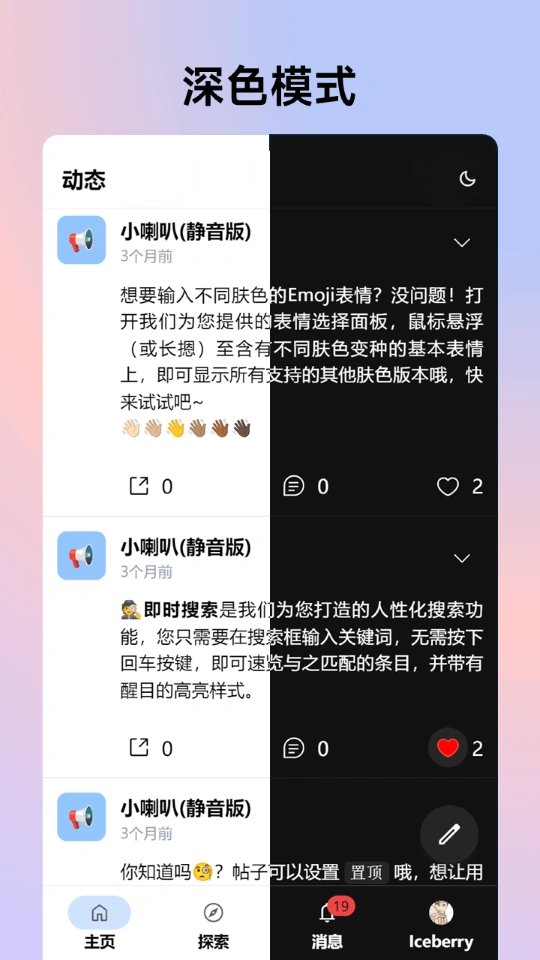 深色模式
动态
小喇叭(静音版)
3个月前
想要输入不同肤色的Emoji表情？没问题！打
开我们为您提供的表情选择面板，鼠标悬浮
（或长摁）至含有不同肤色变种的基本表情
上，即可显示所有支持的其他肤色版本哦，快
来试试吧~
👋🏻👋🏼👋👋🏽👋🏾👋🏿
0 0 2
小喇叭(静音版)
3个月前
🕵️即时搜索是我们为您打造的人性化搜索功
能，您只需要在搜索框输入关键词，无需按下
回车按键，即可速览与之匹配的条目，并带有
醒目的高亮样式。
0 0 2
小喇叭(静音版)
3个月前
你知道吗🧐？帖子可以设置 置顶 哦，想让用
19
主页 探索 消息 Iceberry